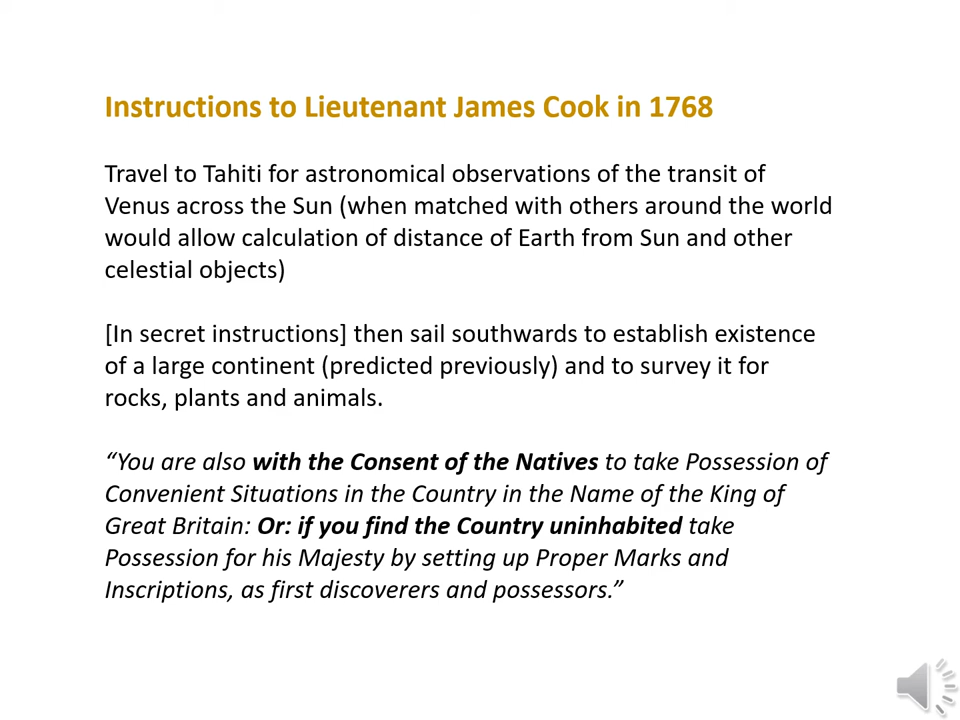 Instructions to Lieutenant James Cook in 1768
Travel to Tahiti for astronomical observations of the transit of
Venus across the Sun (when matched with others around the world
would allow calculation of distance of Earth from Sun and other
celestial objects)
[In secret instructions] then sail southwards to establish existence
of a large continent (predicted previously) and to survey it for
rocks, plants and animals.
“You are also with the Consent of the Natives to take Possession of
Convenient Situations in the Country in the Name of the King of
Great Britain: Or: if you find the Country uninhabited take
Possession for his Majesty by setting up Proper Marks and
Inscriptions, as first discoverers and possessors.”